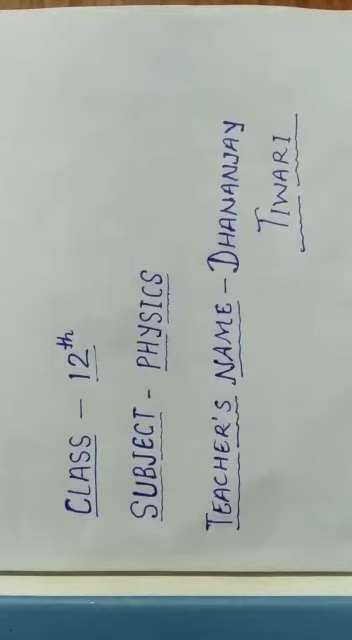 CLASS - 12th
SUBJECT - PHYSICS
TEACHER'S NAME - DHANANJAY
TIWARI